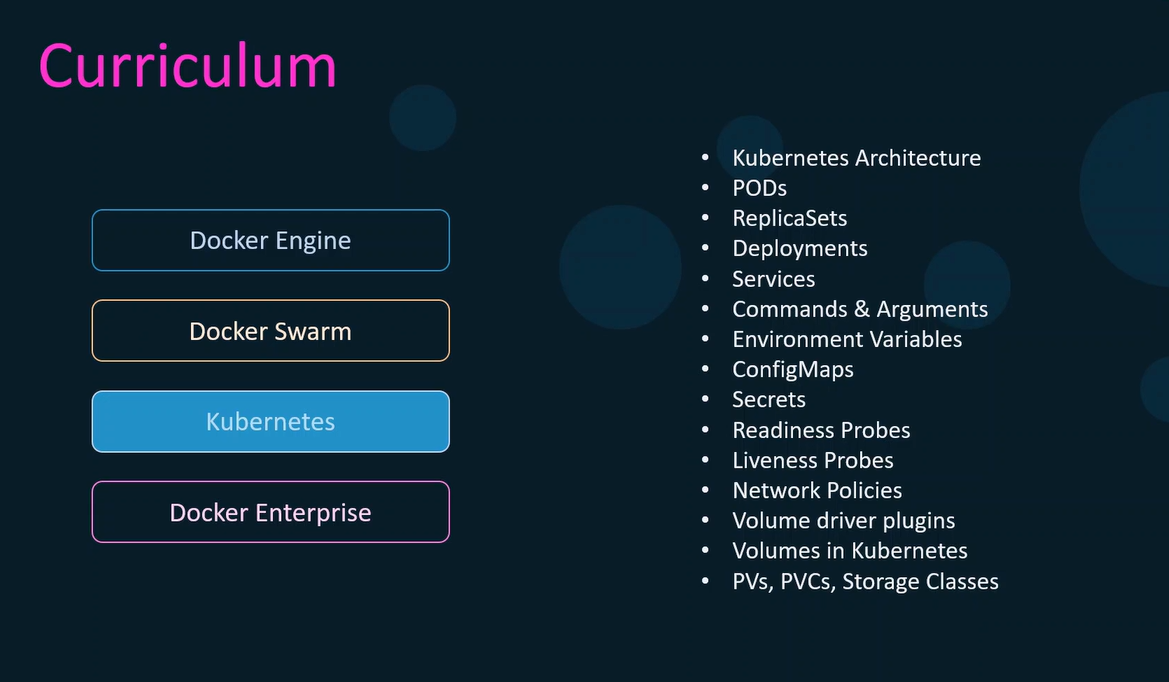 Curriculum
Docker Engine
Docker Swarm
Kubernetes
Docker Enterprise
• Kubernetes Architecture
• PODs
• ReplicaSets
• Deployments
• Services
• Commands & Arguments
• Environment Variables
• ConfigMaps
• Secrets
• Readiness Probes
• Liveness Probes
• Network Policies
• Volume driver plugins
• Volumes in Kubernetes
• PVs, PVCs, Storage Classes